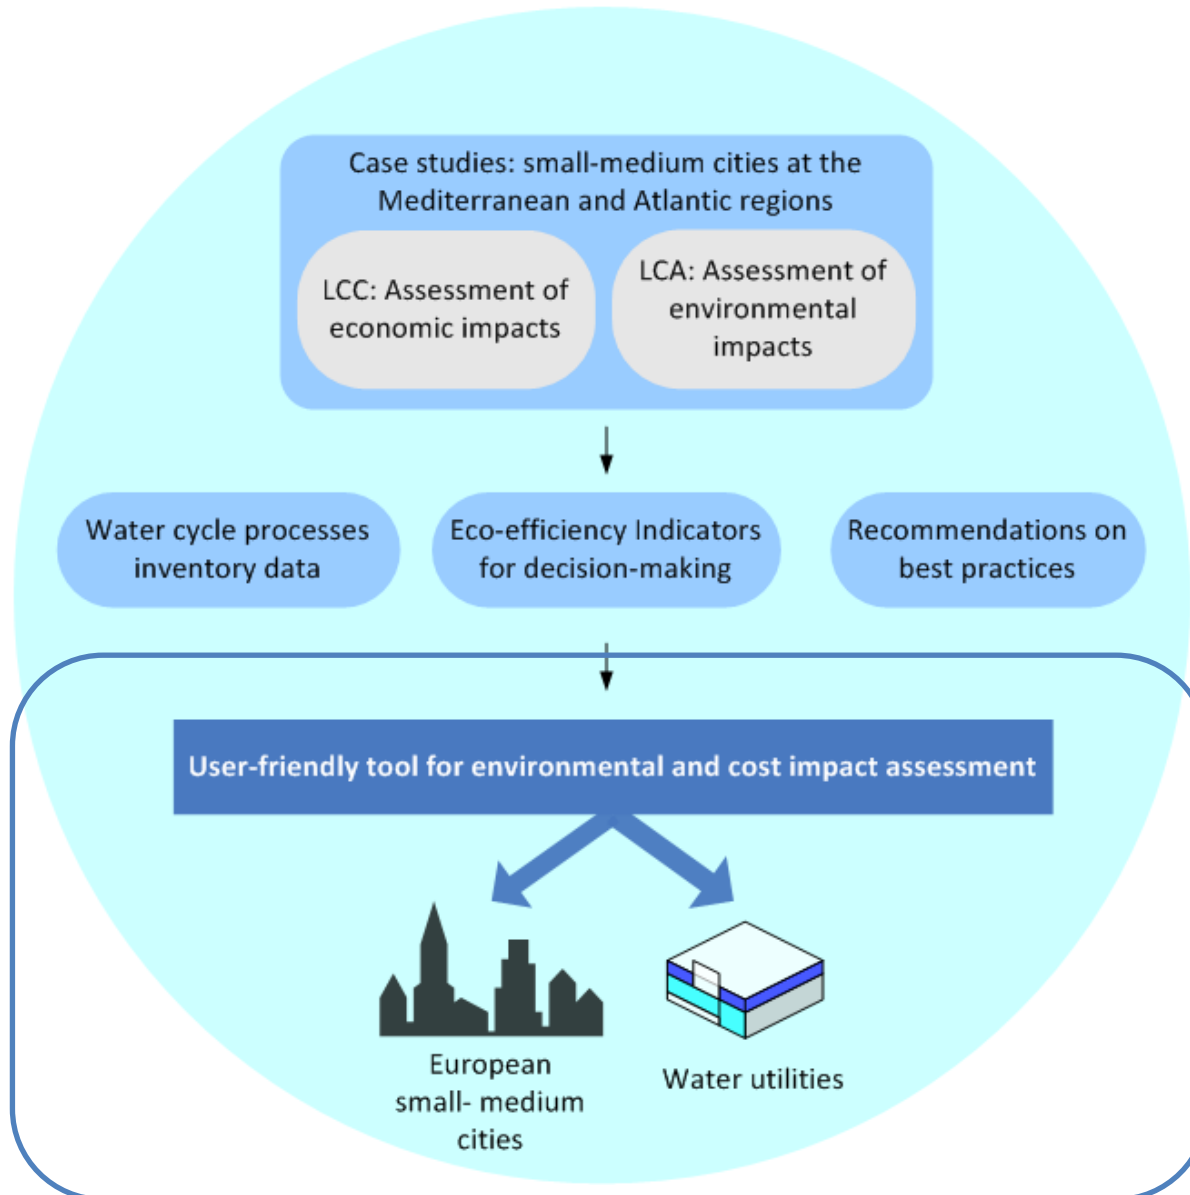 Case studies: small-medium cities at the
Mediterranean and Atlantic regions
LCC: Assessment of
economic impacts
LCA: Assessment of
environmental
impacts
Water cycle processes
inventory data
Eco-efficiency Indicators
for decision-making
Recommendations on
best practices
User-friendly tool for environmental and cost impact assessment
European
small- medium
cities
Water utilities